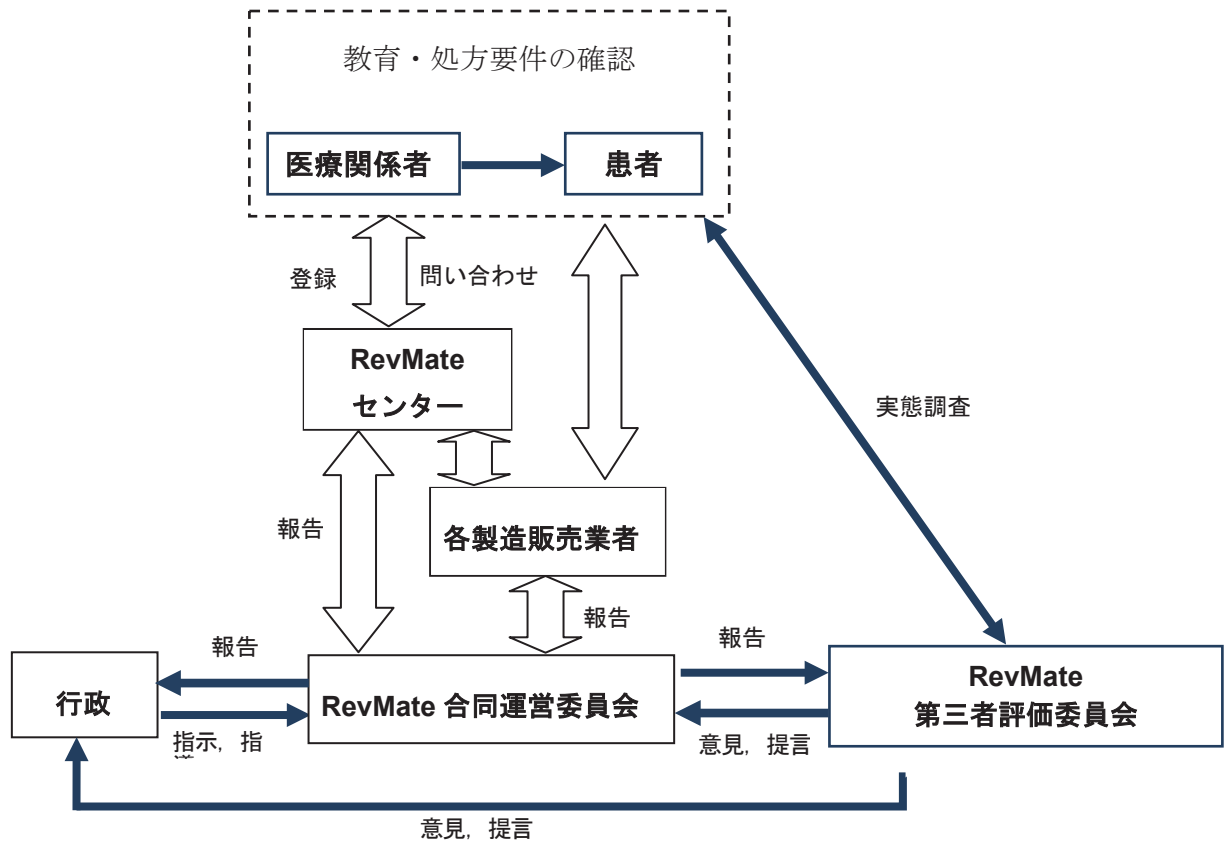 教育・処方要件の確認
医療関係者
患者
登録
問い合わせ
RevMate
センター
実態調査
報告
各製造販売業者
報告
報告
報告
行政
RevMate 合同運営委員会
RevMate
第三者評価委員会
指示，指
意見，提言
意見，提言